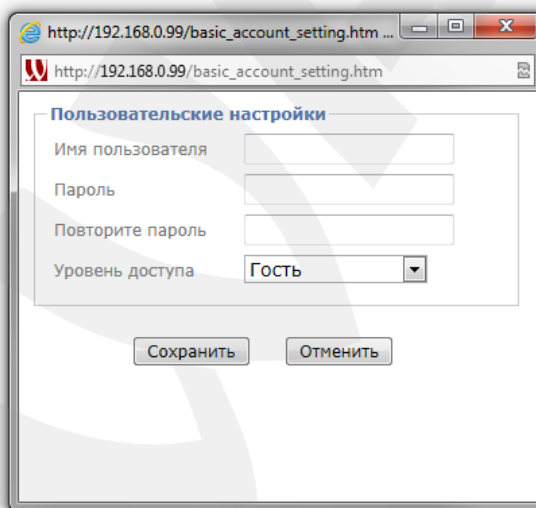 http://192.168.0.99/basic_account_setting.htm ...
http://192.168.0.99/basic_account_setting.htm
Пользовательские настройки
Имя пользователя
Пароль
Повторите пароль
Уровень доступа Гость
Сохранить Отменить